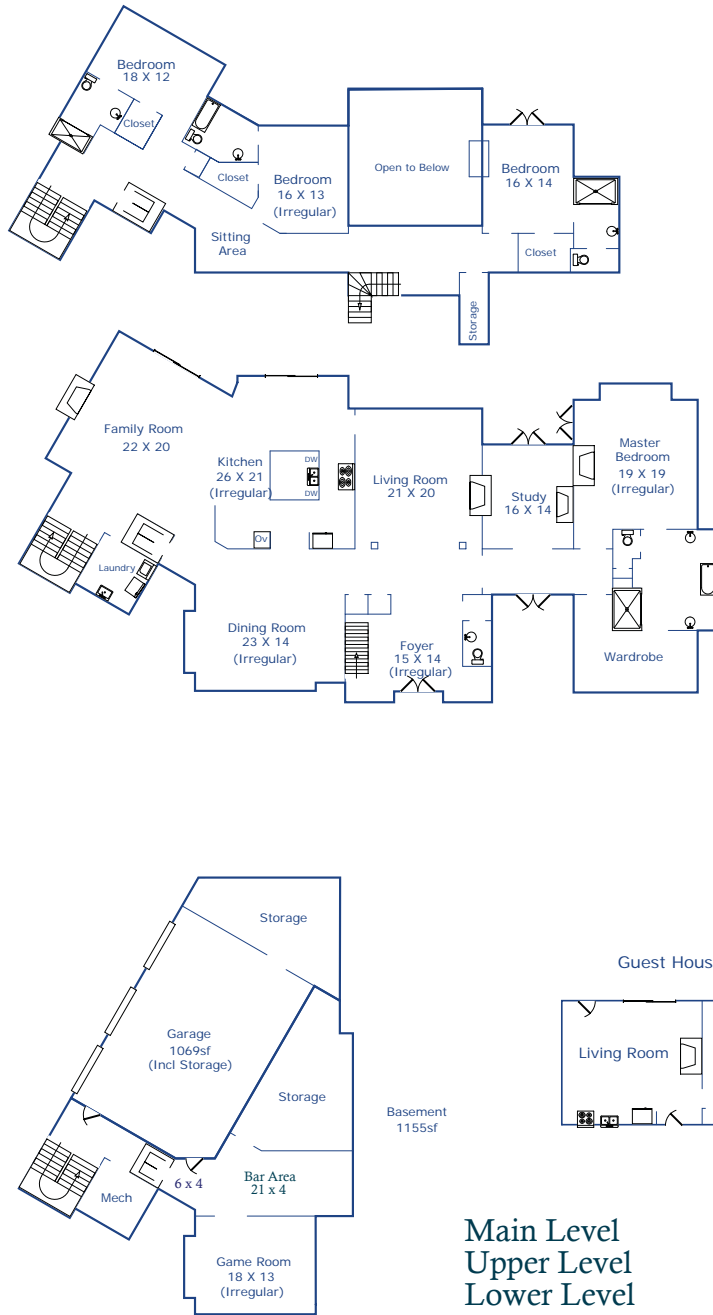 Bedroom
18 X 12
Closet
Closet
Bedroom
16 X 13
(Irregular)
Sitting
Area
Open to Below
Bedroom
16 X 14
Closet
Storage
Family Room
22 X 20
Kitchen
26 X 21
(Irregular)
DW
DW
Ov
Living Room
21 X 20
Study
16 X 14
Master
Bedroom
19 X 19
(Irregular)
Laundry
Dining Room
23 X 14
(Irregular)
Foyer
15 X 14
(Irregular)
Wardrobe
Storage
Garage
1069sf
(Incl Storage)
Storage
Basement
1155sf
Mech
6 x 4
Bar Area
21 x 4
Game Room
18 X 13
(Irregular)
Guest Hous
Living Room
Main Level
Upper Level
Lower Level